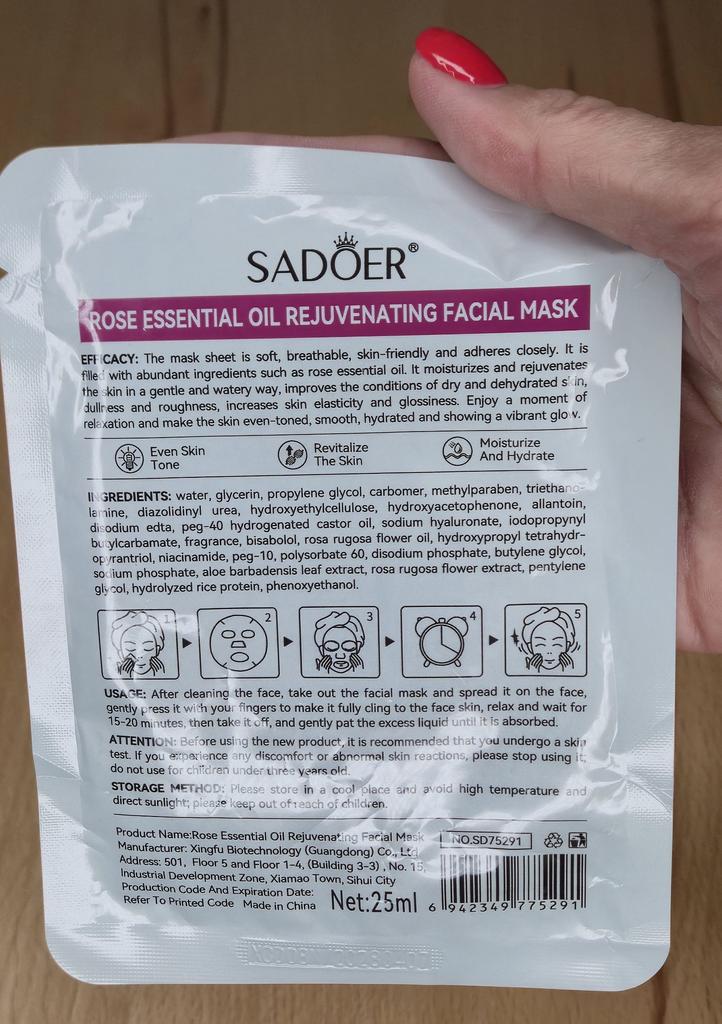 SADOER®
ROSE ESSENTIAL OIL REJUVENATING FACIAL MASK
EFFICACY: The mask sheet is soft, breathable, skin-friendly and adheres closely. It is
filled with abundant ingredients such as rose essential oil. It moisturizes and rejuvenates
the skin in a gentle and watery way, improves the conditions of dry and dehydrated skin,
dullness and roughness, increases skin elasticity and glossiness. Enjoy a moment of
relaxation and make the skin even-toned, smooth, hydrated and showing a vibrant glow.
Even Skin
Tone
Revitalize
The Skin
Moisturize
And Hydrate
INGREDIENTS: water, glycerin, propylene glycol, carbomer, methylparaben, triethano-
lamine, diazolidinyl urea, hydroxyethylcellulose, hydroxyacetophenone, allantoin,
disodium edta, peg-40 hydrogenated castor oil, sodium hyaluronate, iodopropynyl
butylcarbamate, fragrance, bisabolol, rosa rugosa flower oil, hydroxypropyl tetrahydr-
opyrantriol, niacinamide, peg-10, polysorbate 60, disodium phosphate, butylene glycol,
sodium phosphate, aloe barbadensis leaf extract, rosa rugosa flower extract, pentylene
glycol, hydrolyzed rice protein, phenoxyethanol.
1 2 3 4 5
USAGE: After cleaning the face, take out the facial mask and spread it on the face,
gently press it with your fingers to make it fully cling to the face skin, relax and wait for
15-20 minutes, then take it off, and gently pat the excess liquid until it is absorbed.
ATTENTION: Before using the new product, it is recommended that you undergo a skin
test. If you experience any discomfort or abnormal skin reactions, please stop using it;
do not use for children under three years old.
STORAGE METHOD: Please store in a cool place and avoid high temperature and
direct sunlight; please keep out of reach of children.
Product Name:Rose Essential Oil Rejuvenating Facial Mask
Manufacturer: Xingfu Biotechnology (Guangdong) Co., Ltd
Address: 501, Floor 5 and Floor 1-4, (Building 3-3) , No. 15,
Industrial Development Zone, Xiamao Town, Sihui City
Production Code And Expiration Date:
Refer To Printed Code Made in China
Net:25ml
NO.SD75291
6 942349 775291